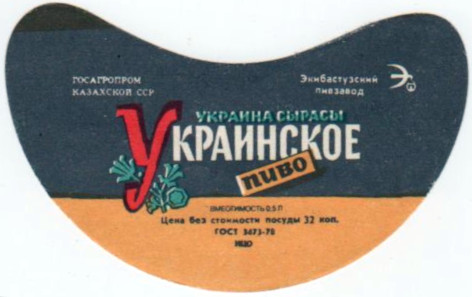 ГОСАГРОПРОМ
КАЗАХСКОЙ ССР
Экибастузский
пивзавод
УКРАИНА СЫРАСЫ
УКРАИНСКОЕ
ПИВО
ВМЕСТИМОСТЬ 0,5 Л
Цена без стоимости посуды 32 коп.
ГОСТ 3473-78